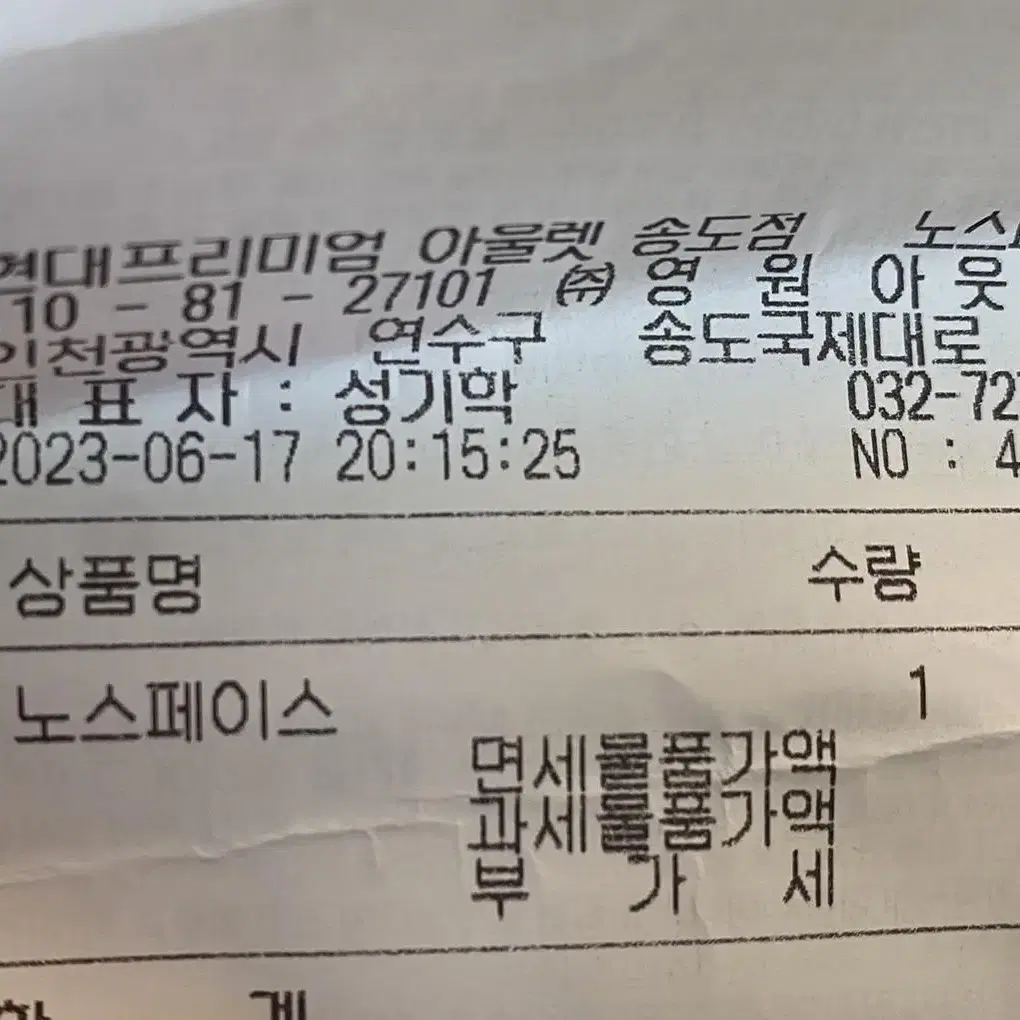 현대프리미엄 아울렛 송도점 노스
10 - 81 - 27101 ㈜ 영 원 아 웃
인천광역시 연수구 송도국제대로
대 표 자 : 성기학 032-72
2023-06-17 20:15:25 NO : 4
상품명 수량
노스페이스 1
면세물품가액
과세물품가액
부 가 세
합 계